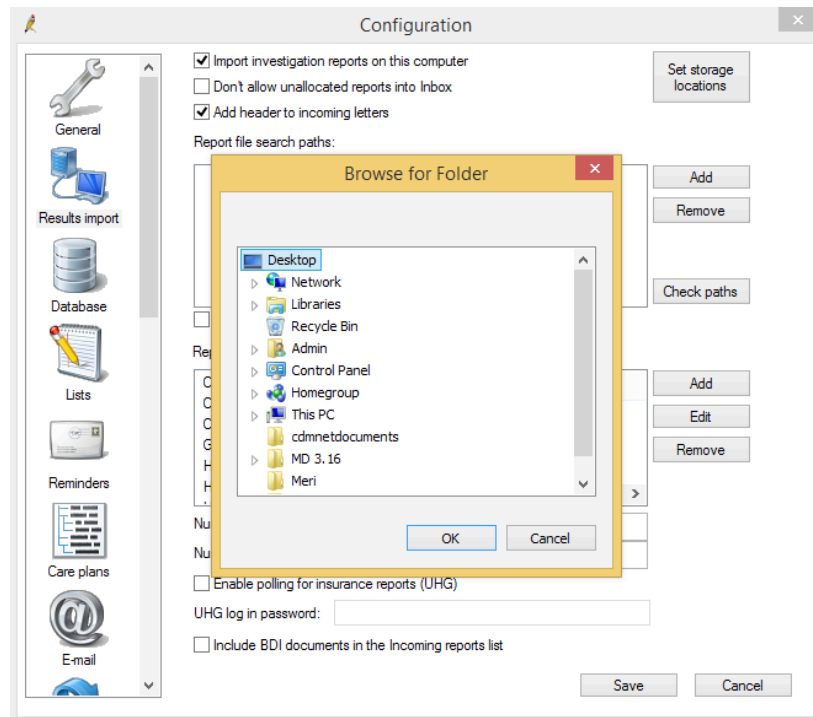 Configuration
General
Results import
Database
Lists
Reminders
Care plans
E-mail
Import investigation reports on this computer
Don't allow unallocated reports into Inbox
Add header to incoming letters
Set storage
locations
Report file search paths:
Add
Remove
Check paths
Browse for Folder
Desktop
Network
Libraries
Recycle Bin
Admin
Control Panel
Homegroup
This PC
cdmnetdocuments
MD 3.16
Meri
OK Cancel
Add
Edit
Remove
Enable polling for insurance reports (UHG)
UHG log in password:
Include BDI documents in the Incoming reports list
Save Cancel